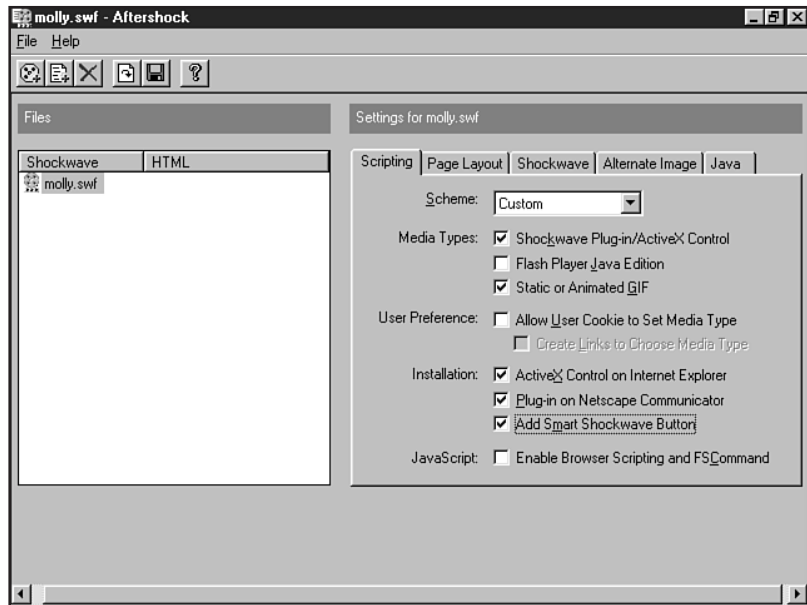 molly.swf - Aftershock
File Help
Files
Settings for molly.swf
Shockwave HTML
molly.swf
Scripting Page Layout Shockwave Alternate Image Java
Scheme: Custom
Media Types: Shockwave Plug-in/ActiveX Control
Flash Player Java Edition
Static or Animated GIF
User Preference: Allow User Cookie to Set Media Type
Create Links to Choose Media Type
Installation: ActiveX Control on Internet Explorer
Plug-in on Netscape Communicator
Add Smart Shockwave Button
JavaScript: Enable Browser Scripting and FSCommand